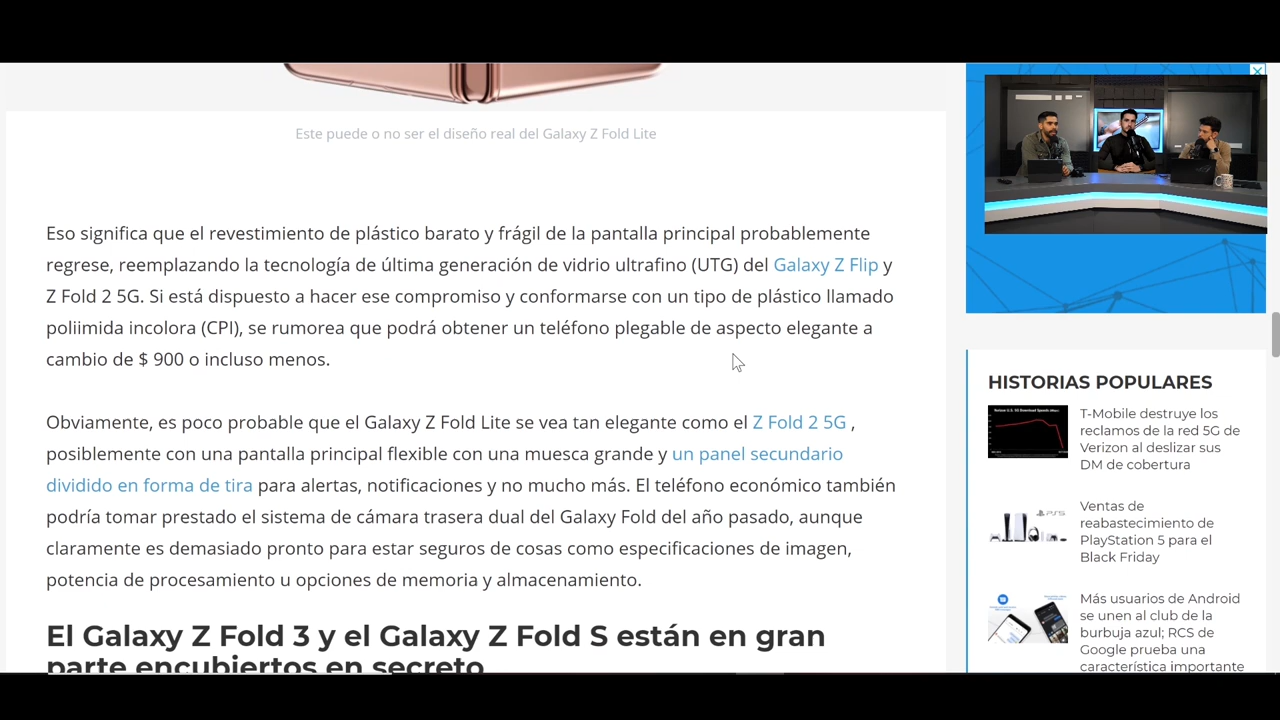 Este puede o no ser el diseño real del Galaxy Z Fold Lite
Eso significa que el revestimiento de plástico barato y frágil de la pantalla principal probablemente
regrese, reemplazando la tecnología de última generación de vidrio ultrafino (UTG) del Galaxy Z Flip y
Z Fold 2 5G. Si está dispuesto a hacer ese compromiso y conformarse con un tipo de plástico llamado
poliimida incolora (CPI), se rumorea que podrá obtener un teléfono plegable de aspecto elegante a
cambio de $ 900 o incluso menos.
Obviamente, es poco probable que el Galaxy Z Fold Lite se vea tan elegante como el Z Fold 2 5G ,
posiblemente con una pantalla principal flexible con una muesca grande y un panel secundario
dividido en forma de tira para alertas, notificaciones y no mucho más. El teléfono económico también
podría tomar prestado el sistema de cámara trasera dual del Galaxy Fold del año pasado, aunque
claramente es demasiado pronto para estar seguros de cosas como especificaciones de imagen,
potencia de procesamiento u opciones de memoria y almacenamiento.
El Galaxy Z Fold 3 y el Galaxy Z Fold S están en gran
parte encubiertos en secreto
HISTORIAS POPULARES
T-Mobile destruye los
reclamos de la red 5G de
Verizon al deslizar sus
DM de cobertura
PS5
Ventas de
reabastecimiento de
PlayStation 5 para el
Black Friday
Más usuarios de Android
se unen al club de la
burbuja azul; RCS de
Google prueba una
característica importante